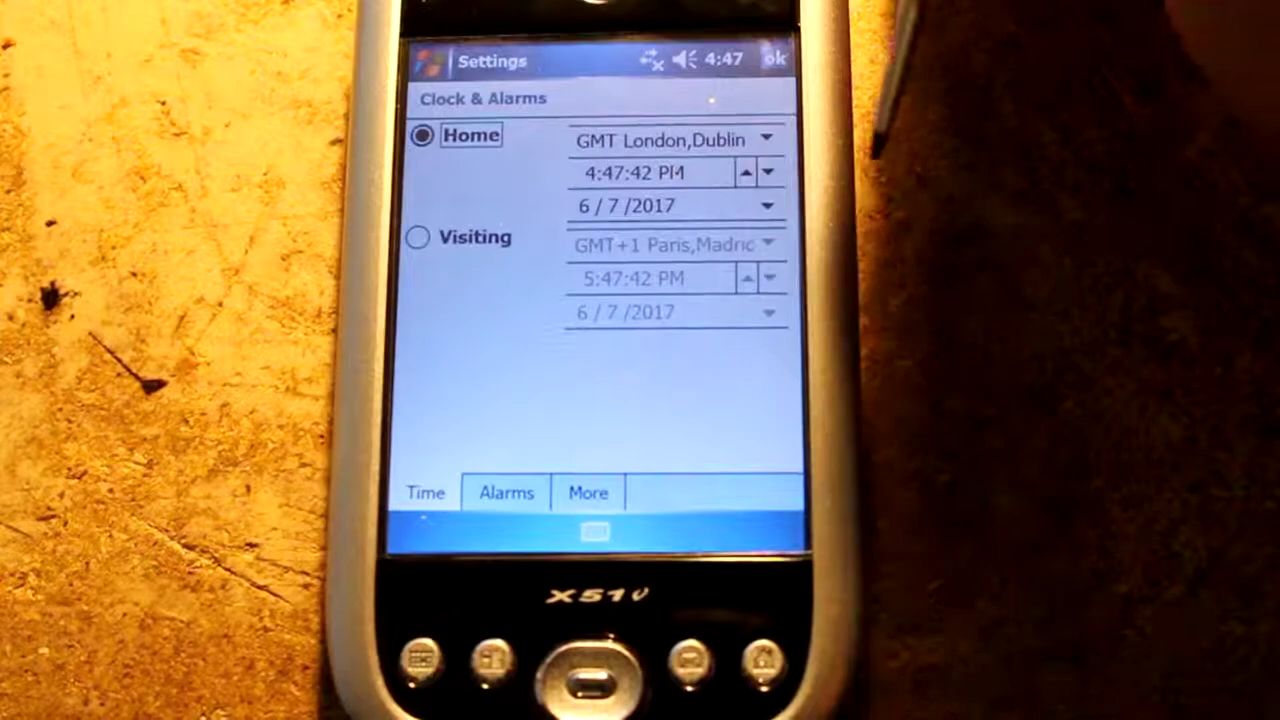 Settings 4:47 ok
Clock & Alarms
Home GMT London,Dublin
4:47:42 PM
6 / 7 /2017
Visiting GMT+1 Paris,Madric
5:47:42 PM
6 / 7 /2017
Time Alarms More
X51v